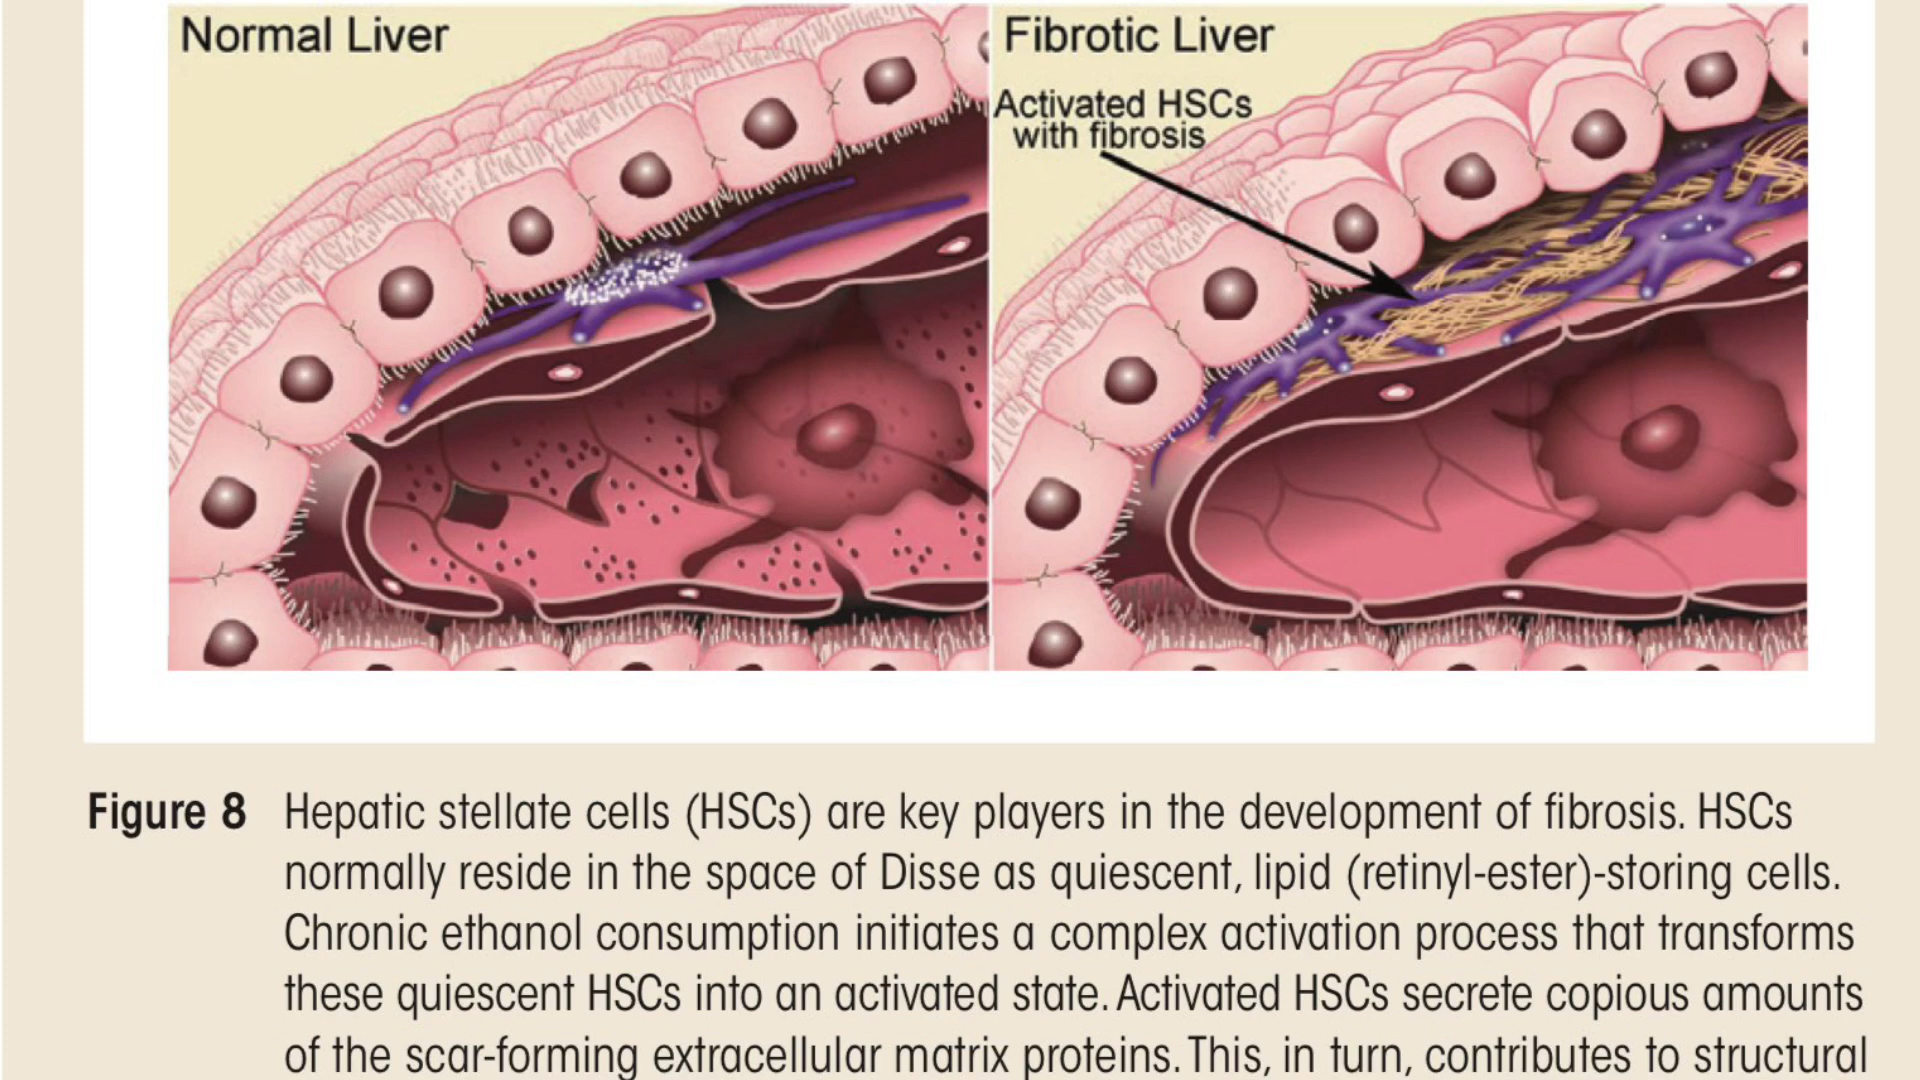 Normal Liver
Fibrotic Liver
Activated HSCs
with fibrosis
Figure 8 Hepatic stellate cells (HSCs) are key players in the development of fibrosis. HSCs
normally reside in the space of Disse as quiescent, lipid (retinyl-ester)-storing cells.
Chronic ethanol consumption initiates a complex activation process that transforms
these quiescent HSCs into an activated state. Activated HSCs secrete copious amounts
of the scar-forming extracellular matrix proteins. This, in turn, contributes to structural